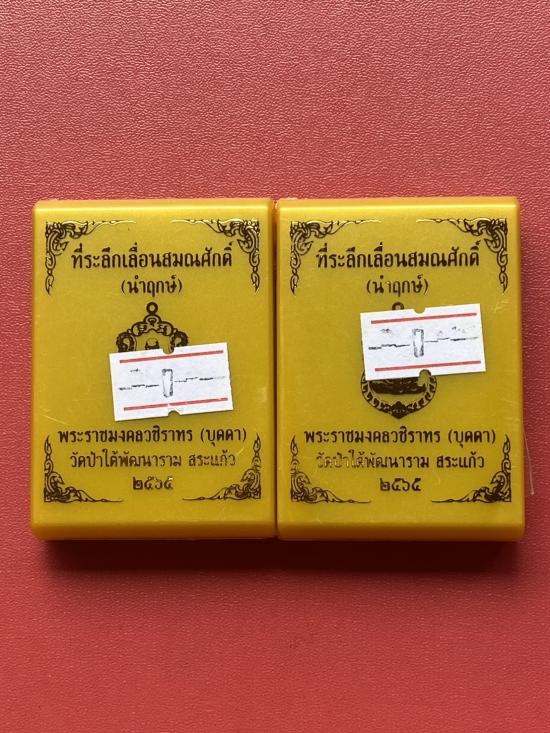 ที่ระลึกเลื่อนสมณศักดิ์
(นำฤกษ์)
พระราชมงคลวชิราทร (บุดดา)
วัดป่าใต้พัฒนาราม สระแก้ว
๒๕๖๕
ที่ระลึกเลื่อนสมณศักดิ์
(นำฤกษ์)
พระราชมงคลวชิราทร (บุดดา)
วัดป่าใต้พัฒนาราม สระแก้ว
๒๕๖๕